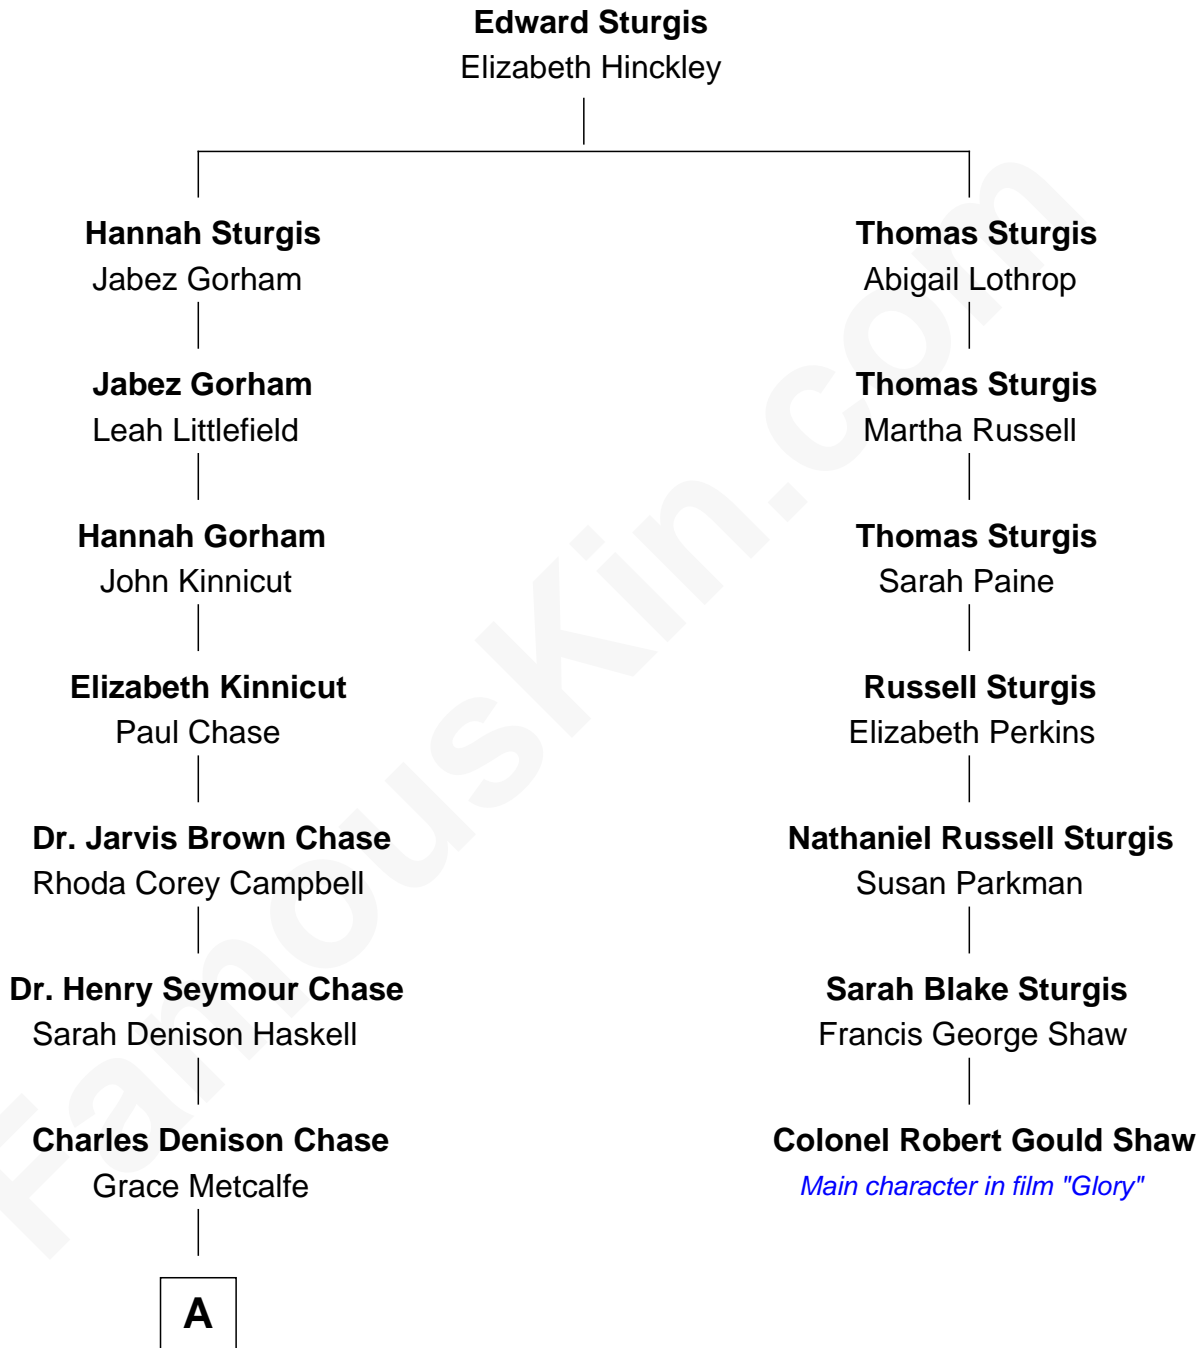 Edward Sturgis
Elizabeth Hinckley
Hannah Sturgis
Jabez Gorham
Thomas Sturgis
Abigail Lothrop
Jabez Gorham
Leah Littlefield
Thomas Sturgis
Martha Russell
Hannah Gorham
John Kinnicut
Thomas Sturgis
Sarah Paine
Elizabeth Kinnicut
Paul Chase
Russell Sturgis
Elizabeth Perkins
Dr. Jarvis Brown Chase
Rhoda Corey Campbell
Nathaniel Russell Sturgis
Susan Parkman
Dr. Henry Seymour Chase
Sarah Denison Haskell
Sarah Blake Sturgis
Francis George Shaw
Charles Denison Chase
Grace Metcalfe
Colonel Robert Gould Shaw
Main character in film "Glory"
A
FamousKin.com